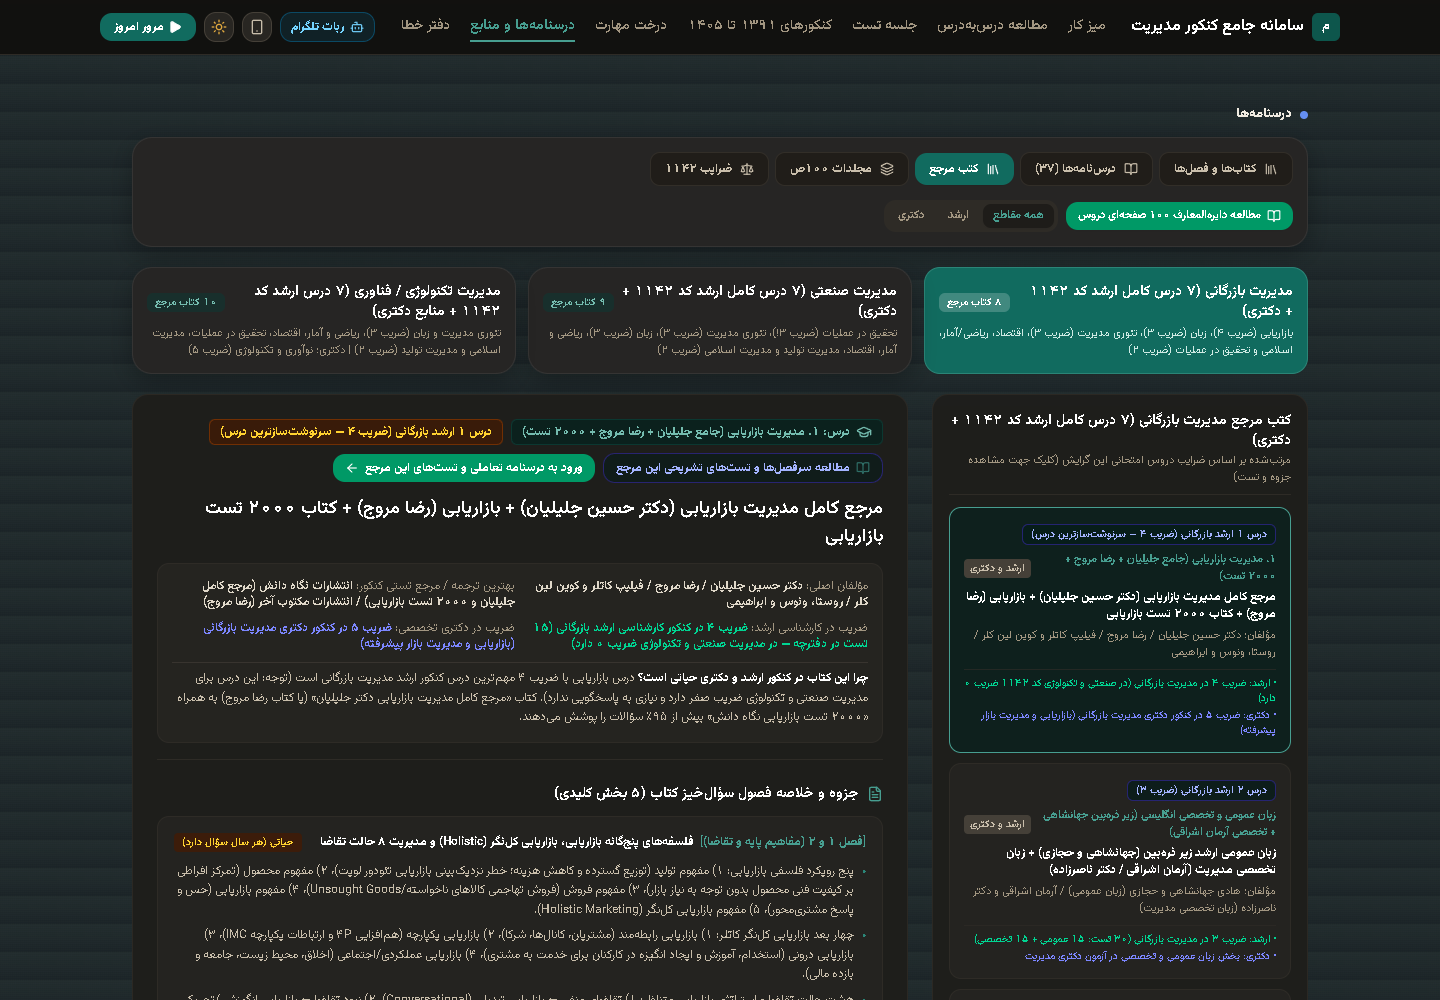 م
سامانه جامع کنکور مدیریت
میز کار
مطالعه درس‌به‌درس
جلسه تست
کنکورهای ۱۳۹۱ تا ۱۴۰۵
درخت مهارت
درسنامه‌ها و منابع
دفتر خطا
ربات تلگرام
مرور امروز
درسنامه‌ها
کتاب‌ها و فصل‌ها
درس‌نامه‌ها (۳۷)
کتب مرجع
مجلدات ۱۰۰ص
ضرایب ۱۱۴۲
مطالعه دایره‌المعارف ۱۰۰ صفحه‌ای دروس
همه مقاطع
ارشد
دکتری
مدیریت بازرگانی (۷ درس کامل ارشد کد ۱۱۴۲
+ دکتری)
۸ کتاب مرجع
بازاریابی (ضریب ۴)، زبان (ضریب ۳)، تئوری مدیریت (ضریب ۳)، اقتصاد، ریاضی/آمار،
اسلامی و تحقیق در عملیات (ضریب ۲)
مدیریت صنعتی (۷ درس کامل ارشد کد ۱۱۴۲ +
دکتری)
۹ کتاب مرجع
تحقیق در عملیات (ضریب ۳!)، تئوری مدیریت (ضریب ۳)، زبان (ضریب ۳)، ریاضی و
آمار، اقتصاد، مدیریت تولید و مدیریت اسلامی (ضریب ۲)
مدیریت تکنولوژی / فناوری (۷ درس ارشد کد
۱۱۴۲ + منابع دکتری)
۱۰ کتاب مرجع
تئوری مدیریت و زبان (ضریب ۳)، ریاضی و آمار، اقتصاد، تحقیق در عملیات، مدیریت
اسلامی و مدیریت تولید (ضریب ۲) | دکتری: نوآوری و تکنولوژی (ضریب ۵)
کتب مرجع مدیریت بازرگانی (۷ درس کامل ارشد کد ۱۱۴۲ +
دکتری)
مرتب‌شده بر اساس ضرایب دروس امتحانی این گرایش (کلیک جهت مشاهده
جزوه و تست)
درس ۱ ارشد بازرگانی (ضریب ۴ — سرنوشت‌سازترین درس)
۱. مدیریت بازاریابی (جامع جلیلیان + رضا مروج +
۲۰۰۰ تست)
ارشد و دکتری
مرجع کامل مدیریت بازاریابی (دکتر حسین جلیلیان) + بازاریابی (رضا
مروج) + کتاب ۲۰۰۰ تست بازاریابی
مؤلفان: دکتر حسین جلیلیان / رضا مروج / فیلیپ کاتلر و کوین لین کلر /
روستا، ونوس و ابراهیمی
• ارشد: ضریب ۴ در مدیریت بازرگانی (در صنعتی و تکنولوژی کد ۱۱۴۲ ضریب ۰
دارد)
• دکتری: ضریب ۵ در کنکور دکتری مدیریت بازرگانی (بازاریابی و مدیریت بازار
پیشرفته)
درس ۲ ارشد بازرگانی (ضریب ۳)
زبان عمومی و تخصصی انگلیسی (زیر ذره‌بین جهانشاهی
+ تخصصی آرمان اشراقی)
ارشد و دکتری
زبان عمومی ارشد زیر ذره‌بین (جهانشاهی و حجازی) + زبان
تخصصی مدیریت (آرمان اشراقی / دکتر ناصرزاده)
مؤلفان: هادی جهانشاهی و حجازی (زبان عمومی) / آرمان اشراقی و دکتر
ناصرزاده (زبان تخصصی مدیریت)
• ارشد: ضریب ۳ در مدیریت بازرگانی (۳۰ تست: ۱۵ عمومی + ۱۵ تخصصی)
• دکتری: بخش زبان عمومی و تخصصی در آزمون دکتری مدیریت
درس: ۱. مدیریت بازاریابی (جامع جلیلیان + رضا مروج + ۲۰۰۰ تست)
درس ۱ ارشد بازرگانی (ضریب ۴ — سرنوشت‌سازترین درس)
مطالعه سرفصل‌ها و تست‌های تشریحی این مرجع
ورود به درسنامه تعاملی و تست‌های این مرجع ←
مرجع کامل مدیریت بازاریابی (دکتر حسین جلیلیان) + بازاریابی (رضا مروج) + کتاب ۲۰۰۰ تست
بازاریابی
مؤلفان اصلی: دکتر حسین جلیلیان / رضا مروج / فیلیپ کاتلر و کوین لین
کلر / روستا، ونوس و ابراهیمی
بهترین ترجمه / مرجع تستی کنکور: انتشارات نگاه دانش (مرجع کامل
جلیلیان و ۲۰۰۰ تست بازاریابی) / انتشارات مکتوب آخر (رضا مروج)
ضریب در کارشناسی ارشد: ضریب ۴ در کنکور کارشناسی ارشد بازرگانی (۱۵
تست در دفترچه — در مدیریت صنعتی و تکنولوژی ضریب ۰ دارد)
ضریب در دکتری تخصصی: ضریب ۵ در کنکور دکتری مدیریت بازرگانی
(بازاریابی و مدیریت بازار پیشرفته)
چرا این کتاب در کنکور ارشد و دکتری حیاتی است؟ درس بازاریابی با ضریب ۴ مهم‌ترین درس کنکور ارشد مدیریت بازرگانی است (توجه: این درس برای
مدیریت صنعتی و تکنولوژی ضریب صفر دارد و نیازی به پاسخگویی ندارد). کتاب «مرجع کامل مدیریت بازاریابی دکتر جلیلیان» (یا کتاب رضا مروج) به همراه
«۲۰۰۰ تست بازاریابی نگاه دانش» بیش از ۹۵٪ سؤالات را پوشش می‌دهند.
جزوه و خلاصه فصول سؤال‌خیز کتاب (۵ بخش کلیدی)
[فصل ۱ و ۲ (مفاهیم پایه و تقاضا)] فلسفه‌های پنج‌گانه بازاریابی، بازاریابی کل‌نگر (Holistic) و مدیریت ۸ حالت تقاضا
حیاتی (هر سال سؤال دارد)
• پنج رویکرد فلسفی بازاریابی: ۱) مفهوم تولید (توزیع گسترده و کاهش هزینه؛ خطر نزدیک‌بینی بازاریابی تئودور لویت)، ۲) مفهوم محصول (تمرکز افراطی
بر کیفیت فنی محصول بدون توجه به نیاز بازار)، ۳) مفهوم فروش (فروش تهاجمی کالاهای ناخواسته/Unsought Goods)، ۴) مفهوم بازاریابی (حس و
پاسخ مشتری‌محور)، ۵) مفهوم بازاریابی کل‌نگر (Holistic Marketing).
• چهار بعد بازاریابی کل‌نگر کاتلر: ۱) بازاریابی رابطه‌مند (مشتریان، کانال‌ها، شرکا)، ۲) بازاریابی یکپارچه (هم‌افزایی ۴P و ارتباطات یکپارچه IMC)، ۳)
بازاریابی درونی (استخدام، آموزش و ایجاد انگیزه در کارکنان برای خدمت به مشتری)، ۴) بازاریابی عملکردی/اجتماعی (اخلاق، محیط زیست، جامعه و
بازده مالی).